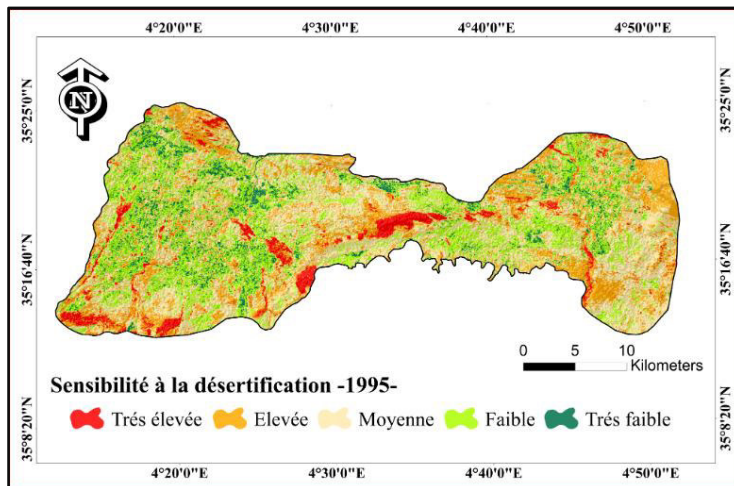 4°20'0"E 4°30'0"E 4°40'0"E 4°50'0"E
N
35°25'0"N 35°25'0"N
35°16'40"N 35°16'40"N
0 5 10
Kilometers
Sensibilité à la désertification -1995-
Trés élevée Elevée Moyenne Faible Trés faible
35°8'20"N 35°8'20"N
4°20'0"E 4°30'0"E 4°40'0"E 4°50'0"E